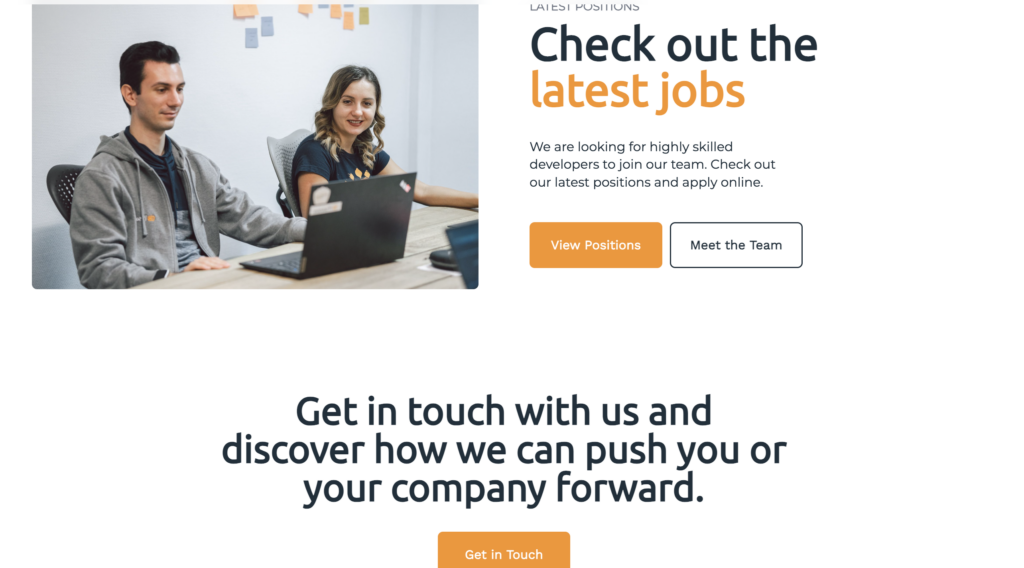 LATEST POSITIONS
Check out the
latest jobs
We are looking for highly skilled
developers to join our team. Check out
our latest positions and apply online.
View Positions
Meet the Team
Get in touch with us and
discover how we can push you or
your company forward.
Get in Touch